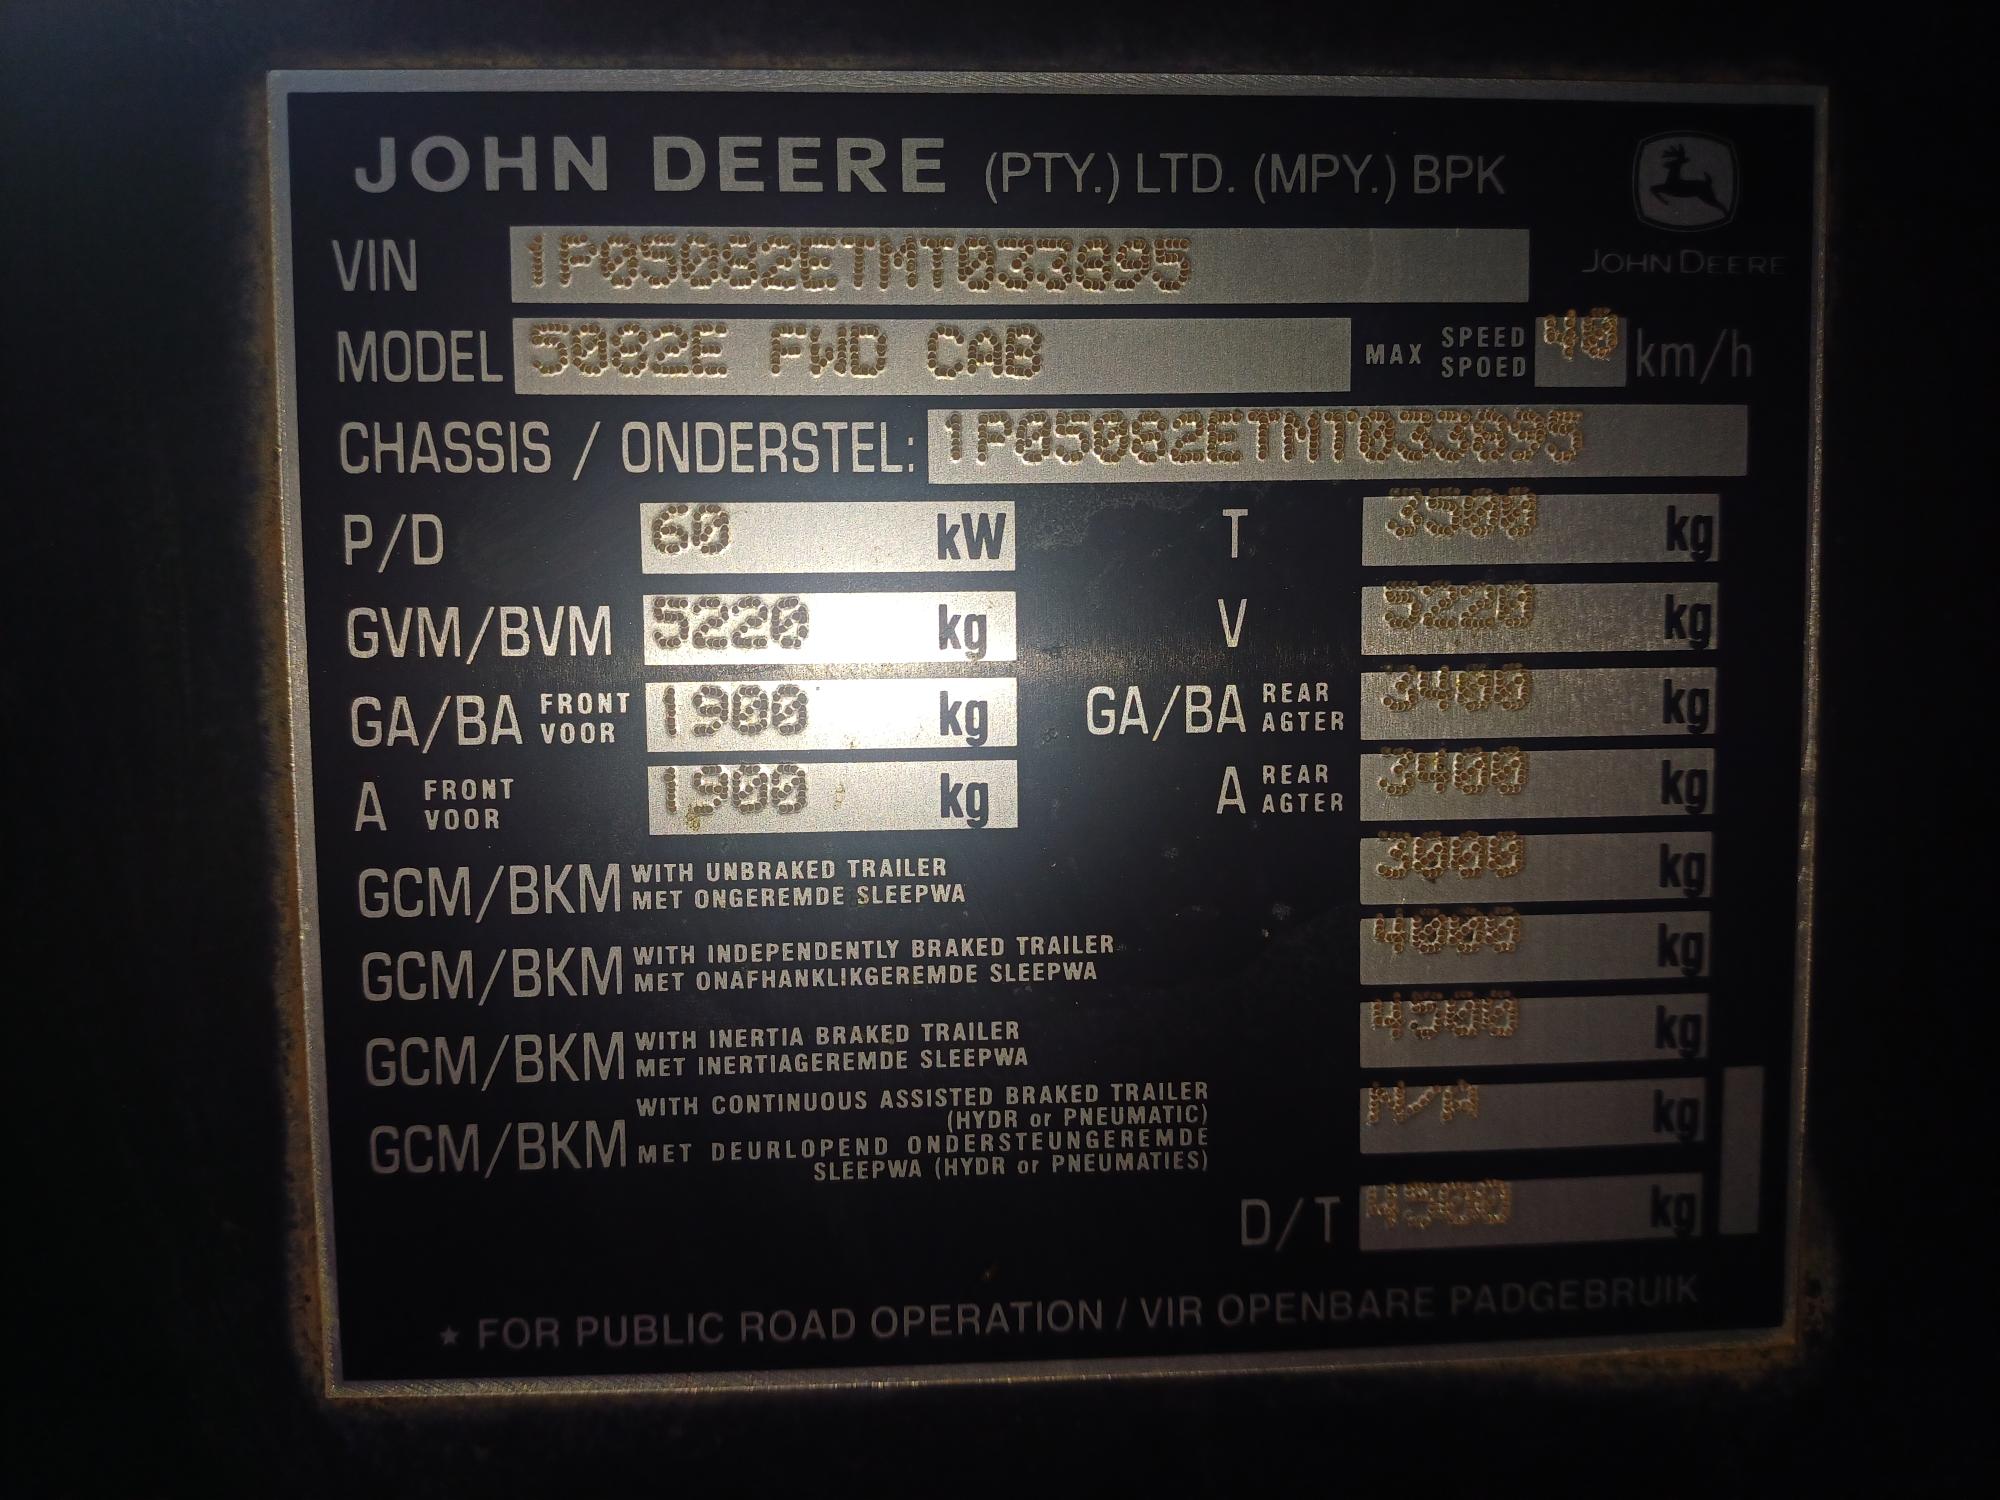 JOHN DEERE (PTY.) LTD. (MPY.) BPK
JOHN DEERE
VIN 1P05082ETMT033895
MODEL 5082E FWD CAB MAX SPEED SPOED 40 km/h
CHASSIS / ONDERSTEL: 1P05082ETMT033895
P/D 60 kW T 3500 kg
GVM/BVM 5220 kg V 5220 kg
GA/BA FRONT VOOR 1900 kg GA/BA REAR AGTER 3400 kg
A FRONT VOOR 1900 kg A REAR AGTER 3400 kg
GCM/BKM WITH UNBRAKED TRAILER 3000 kg
MET ONGEREMDE SLEEPWA
GCM/BKM WITH INDEPENDENTLY BRAKED TRAILER 4000 kg
MET ONAFHANKLIKGEREMDE SLEEPWA
GCM/BKM WITH INERTIA BRAKED TRAILER 4500 kg
MET INERTIAGEREMDE SLEEPWA
GCM/BKM WITH CONTINUOUS ASSISTED BRAKED TRAILER N/A kg
(HYDR or PNEUMATIC)
MET DEURLOPEND ONDERSTEUNGEREMDE
SLEEPWA (HYDR or PNEUMATIES)
D/T 4500 kg
★ FOR PUBLIC ROAD OPERATION / VIR OPENBARE PADGEBRUIK